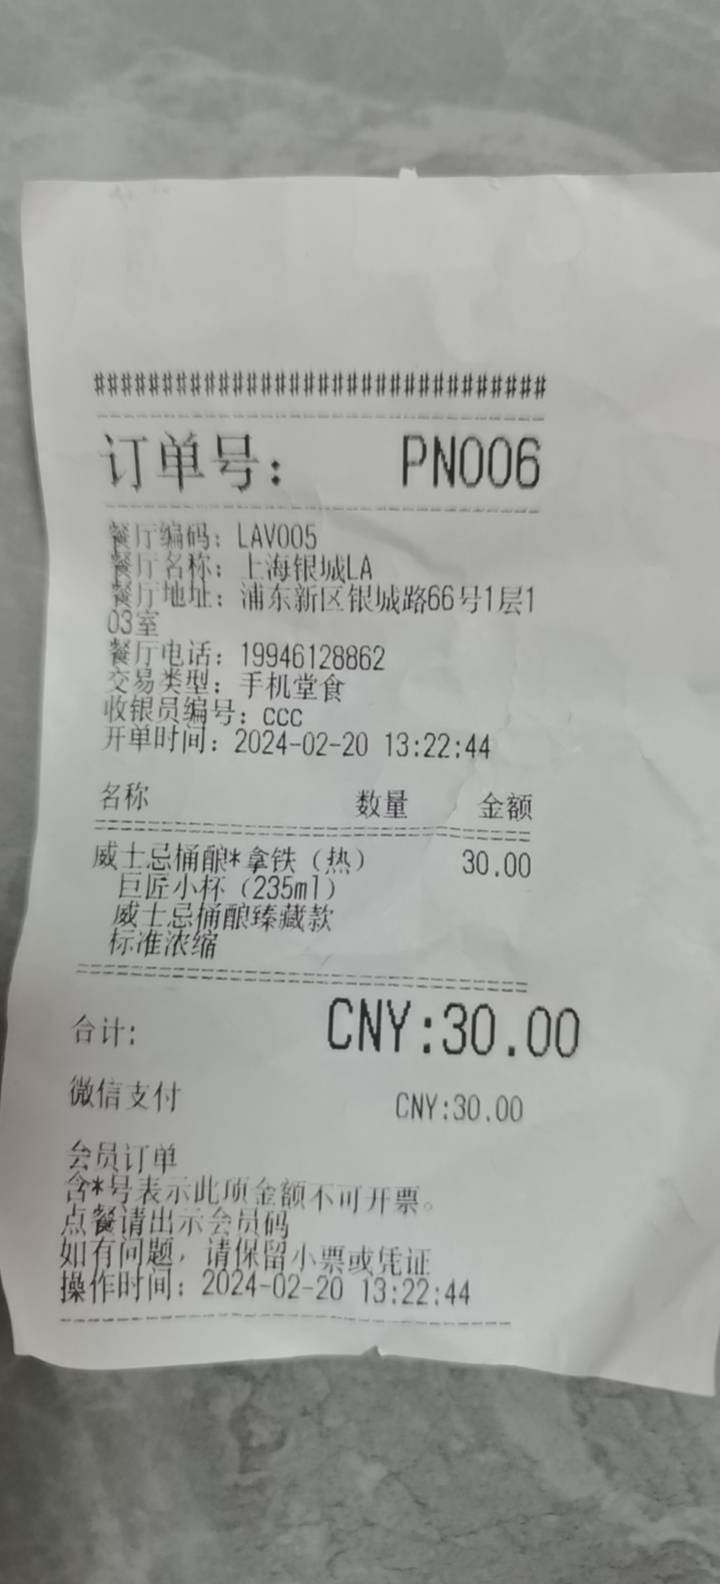 ################################
订单号： PN006
餐厅编码：LAV005
餐厅名称：上海银城LA
餐厅地址：浦东新区银城路66号1层1
03室
餐厅电话：19946128862
交易类型：手机堂食
收银员编号：ccc
开单时间：2024-02-20 13:22:44
名称 数量 金额
威士忌桶酿*拿铁（热） 30.00
巨匠小杯（235ml）
威士忌桶酿臻藏款
标准浓缩
合计: CNY:30.00
微信支付 CNY:30.00
会员订单
含*号表示此项金额不可开票。
点餐请出示会员码
如有问题，请保留小票或凭证
操作时间：2024-02-20 13:22:44